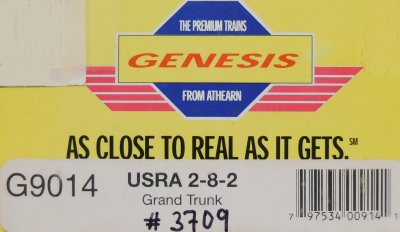 THE PREMIUM TRAINS
GENESIS
FROM ATHEARN
AS CLOSE TO REAL AS IT GETS.℠
G9014
USRA 2-8-2
Grand Trunk
# 3709
7 97534 00914 1